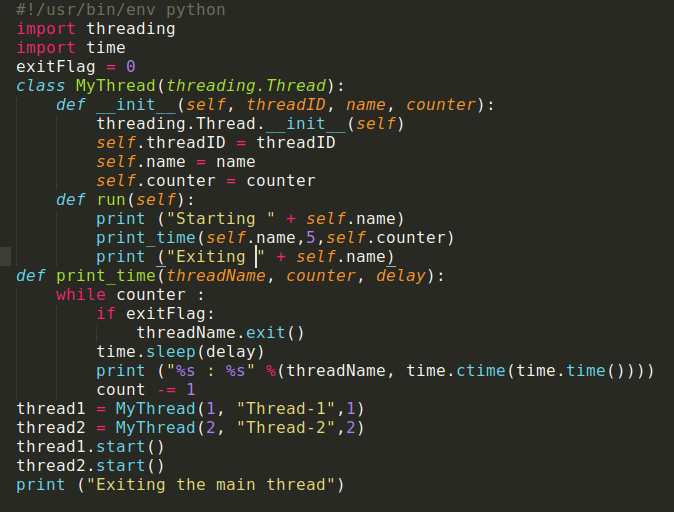 #!/usr/bin/env python
import threading
import time
exitFlag = 0
class MyThread(threading.Thread):
    def __init__(self, threadID, name, counter):
        threading.Thread.__init__(self)
        self.threadID = threadID
        self.name = name
        self.counter = counter
    def run(self):
        print ("Starting " + self.name)
        print_time(self.name,5,self.counter)
        print ("Exiting " + self.name)
def print_time(threadName, counter, delay):
    while counter :
        if exitFlag:
            threadName.exit()
        time.sleep(delay)
        print ("%s : %s" %(threadName, time.ctime(time.time())))
        count -= 1
thread1 = MyThread(1, "Thread-1",1)
thread2 = MyThread(2, "Thread-2",2)
thread1.start()
thread2.start()
print ("Exiting the main thread")